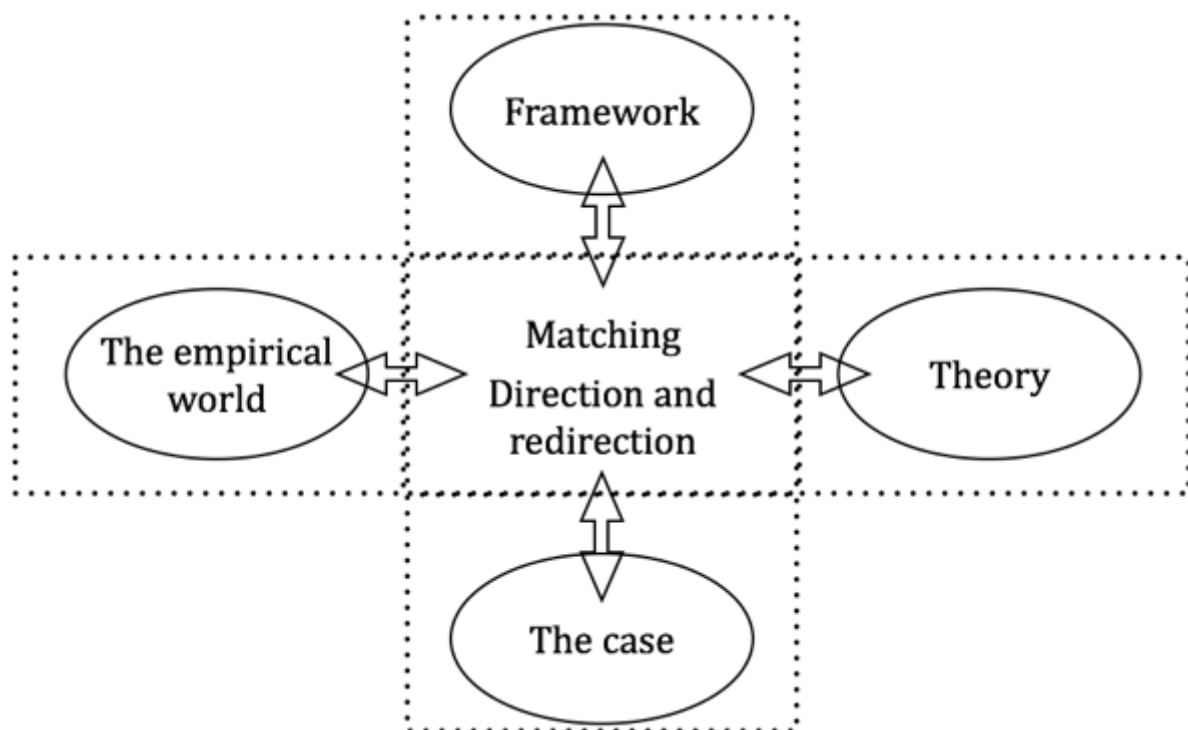 Framework
The empirical
world
Matching
Direction and
redirection
Theory
The case